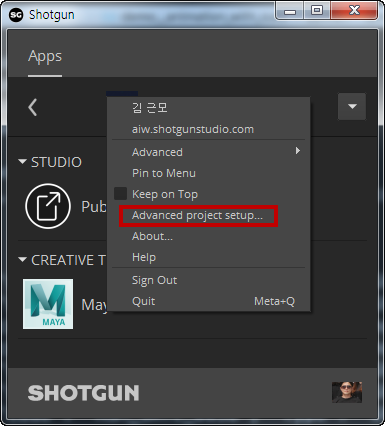 SG Shotgun
Apps
김 근모
aiw.shotgunstudio.com
Advanced
Pin to Menu
Keep on Top
Advanced project setup...
About...
Help
Sign Out
Quit Meta+Q
STUDIO
Pub
CREATIVE T
MAYA
May
SHOTGUN